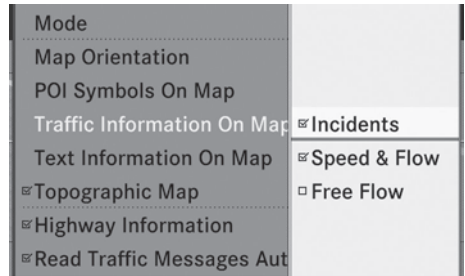 Mode
Map Orientation
POI Symbols On Map
Traffic Information On Map
Text Information On Map
Topographic Map
Highway Information
Read Traffic Messages Aut
Incidents
Speed & Flow
Free Flow